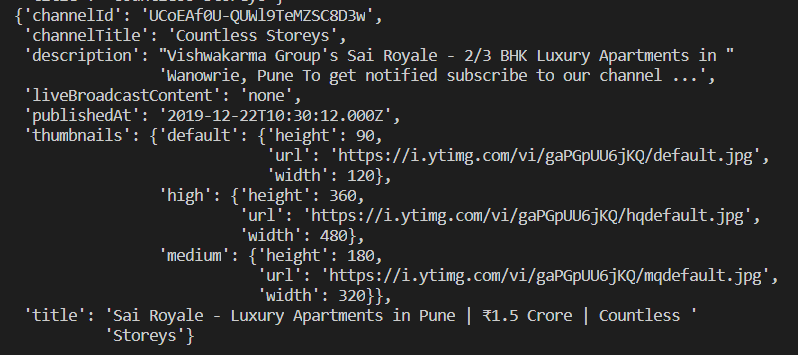 {'channelId': 'UCoEAf0U-QUWl9TeMZSC8D3w',
'channelTitle': 'Countless Storeys',
'description': "Vishwakarma Group's Sai Royale - 2/3 BHK Luxury Apartments in "
'Wanowrie, Pune To get notified subscribe to our channel ...',
'liveBroadcastContent': 'none',
'publishedAt': '2019-12-22T10:30:12.000Z',
'thumbnails': {'default': {'height': 90,
'url': 'https://i.ytimg.com/vi/gaPGpUU6jKQ/default.jpg',
'width': 120},
'high': {'height': 360,
'url': 'https://i.ytimg.com/vi/gaPGpUU6jKQ/hqdefault.jpg',
'width': 480},
'medium': {'height': 180,
'url': 'https://i.ytimg.com/vi/gaPGpUU6jKQ/mqdefault.jpg',
'width': 320}},
'title': 'Sai Royale - Luxury Apartments in Pune | ₹1.5 Crore | Countless '
'Storeys'}